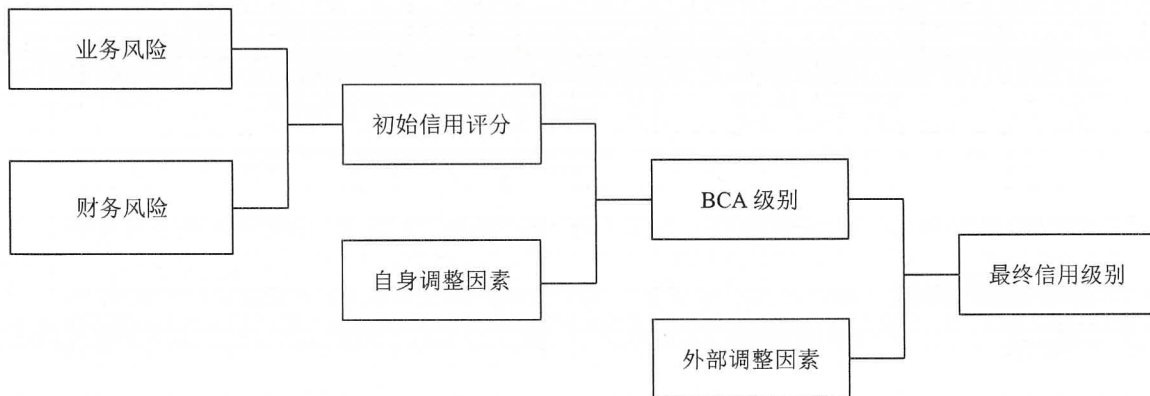 业务风险
初始信用评分
财务风险
BCA 级别
自身调整因素
最终信用级别
外部调整因素